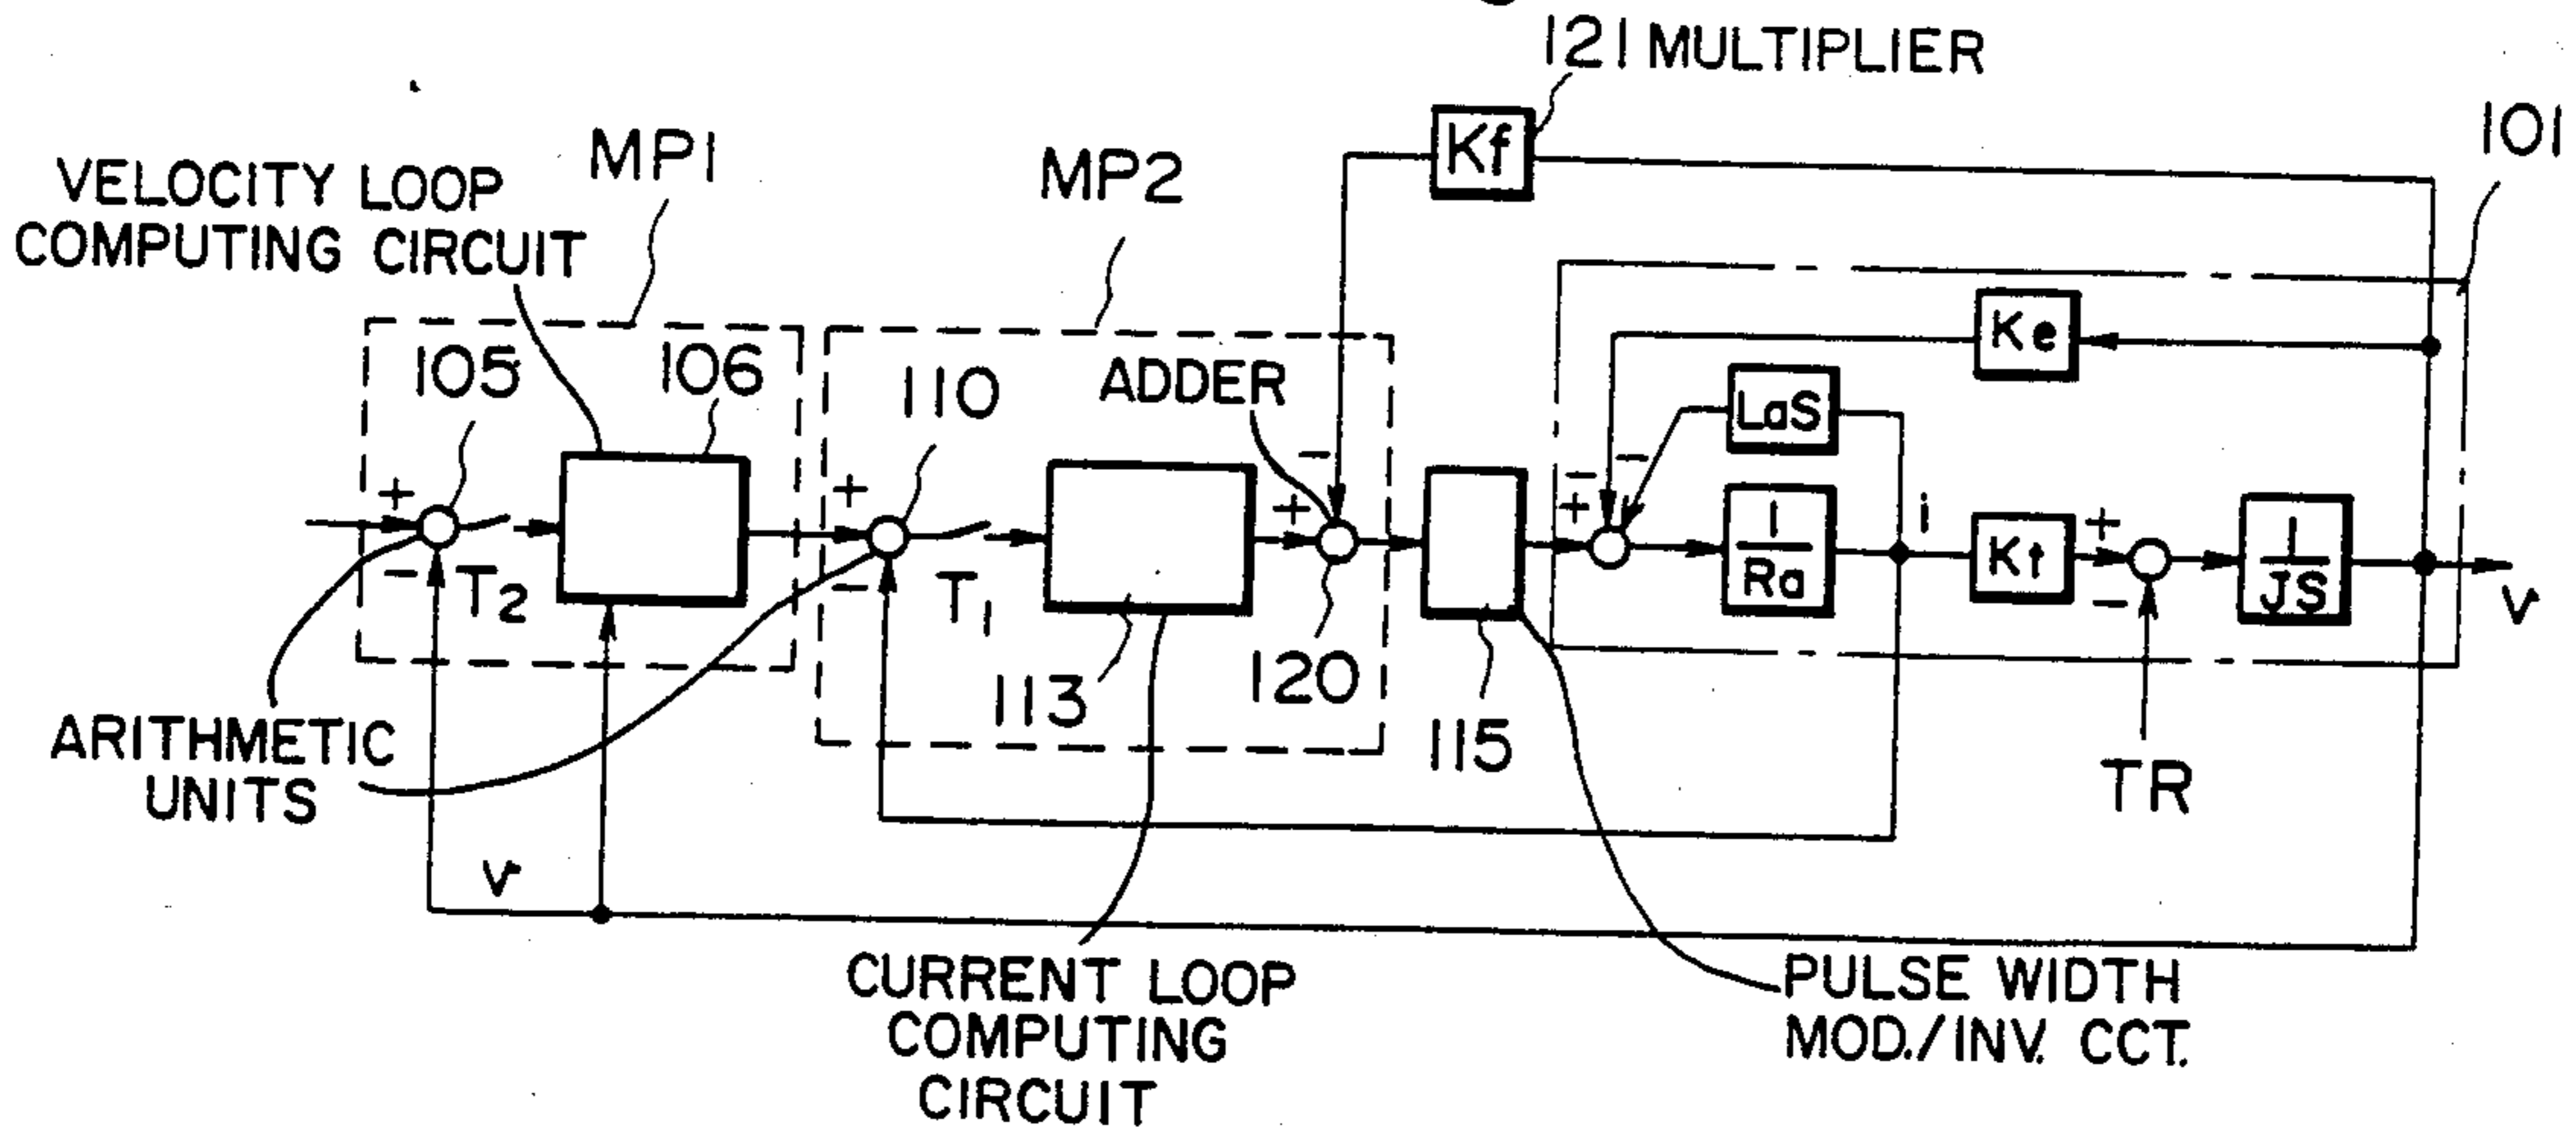 121 MULTIPLIER
101
Kf
MP1
MP2
VELOCITY LOOP
COMPUTING CIRCUIT
Ke
105
106
110
ADDER
LaS
-
-
-
+
+
+
+
1
Ra
i
Kt
+
1
JS
-
T2
-
T1
-
V
113
120
115
ARITHMETIC
UNITS
TR
V
CURRENT LOOP
COMPUTING
CIRCUIT
PULSE WIDTH
MOD./INV. CCT.